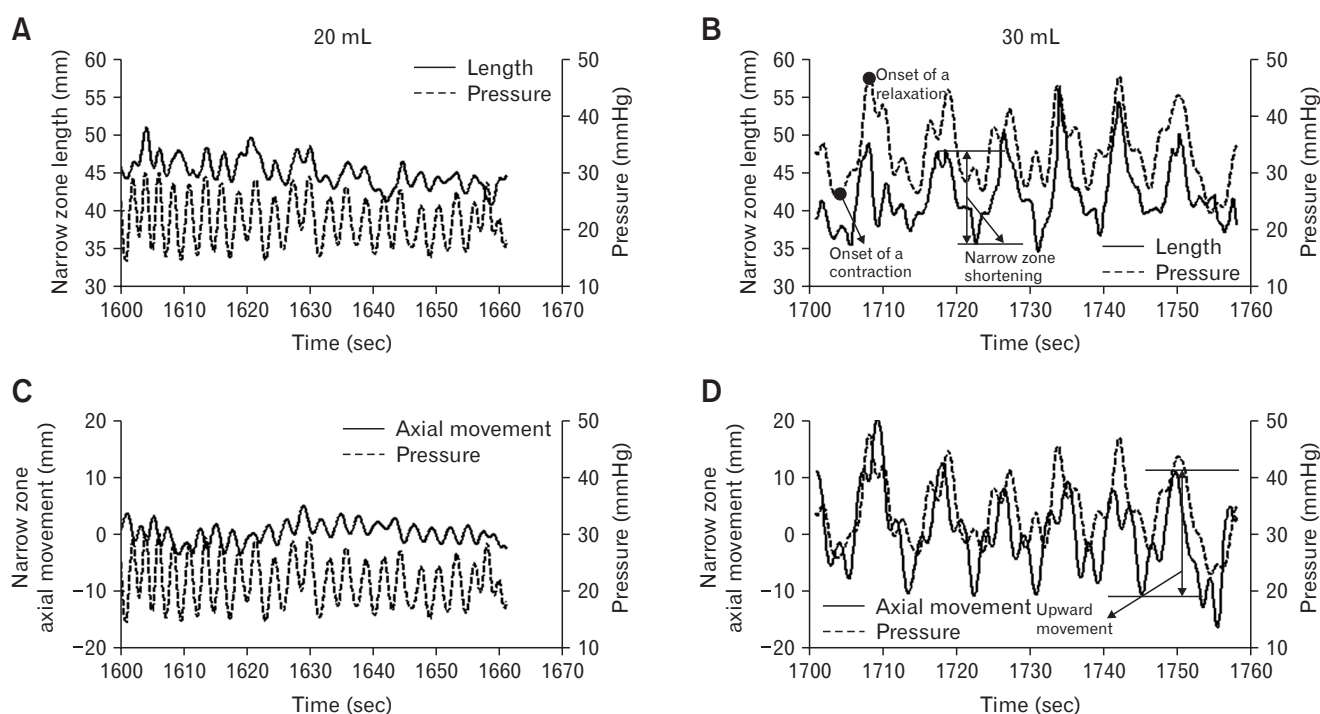 A
20 mL
Narrow zone length (mm)
60
55
50
45
40
35
30
Length
Pressure
50
40
30
20
10
Pressure (mmHg)
1600 1610 1620 1630 1640 1650 1660 1670
Time (sec)
B
30 mL
Narrow zone length (mm)
60
55
50
45
40
35
30
Onset of a
relaxation
Onset of a
contraction
Narrow zone
shortening
Length
Pressure
50
40
30
20
10
Pressure (mmHg)
1700 1710 1720 1730 1740 1750 1760
Time (sec)
C
Narrow zone
axial movement (mm)
20
10
0
−10
−20
Axial movement
Pressure
50
40
30
20
10
Pressure (mmHg)
1600 1610 1620 1630 1640 1650 1660 1670
Time (sec)
D
Narrow zone
axial movement (mm)
20
10
0
−10
−20
Axial movement
Pressure
Upward
movement
50
40
30
20
10
Pressure (mmHg)
1700 1710 1720 1730 1740 1750 1760
Time (sec)